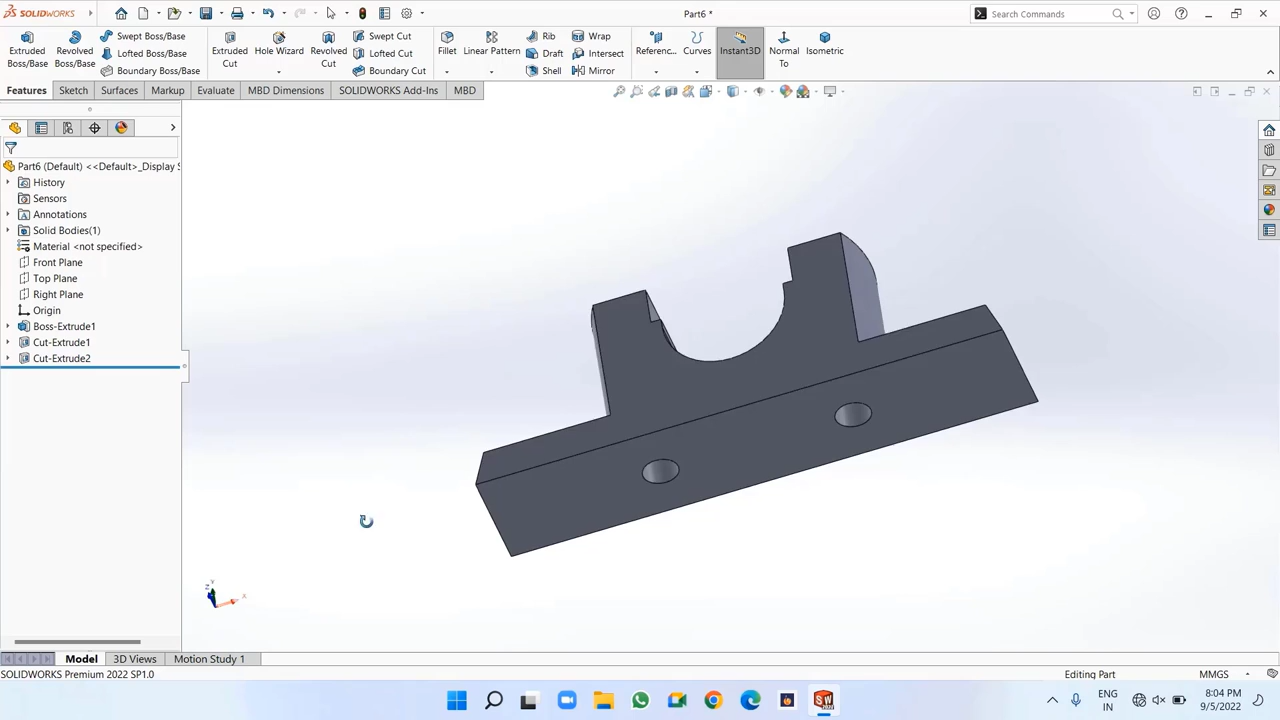 SOLIDWORKS
Part6 *
Search Commands
Extruded Boss/Base
Revolved Boss/Base
Swept Boss/Base
Lofted Boss/Base
Boundary Boss/Base
Extruded Cut
Hole Wizard
Revolved Cut
Swept Cut
Lofted Cut
Boundary Cut
Fillet
Linear Pattern
Rib
Draft
Shell
Wrap
Intersect
Mirror
Referenc...
Curves
Instant3D
Normal To
Isometric
Features
Sketch
Surfaces
Markup
Evaluate
MBD Dimensions
SOLIDWORKS Add-Ins
MBD
Part6 (Default) <<Default>_Display S
History
Sensors
Annotations
Solid Bodies(1)
Material <not specified>
Front Plane
Top Plane
Right Plane
Origin
Boss-Extrude1
Cut-Extrude1
Cut-Extrude2
Y
Z
X
Model
3D Views
Motion Study 1
SOLIDWORKS Premium 2022 SP1.0
Editing Part
MMGS
ENG
IN
8:04 PM
9/5/2022